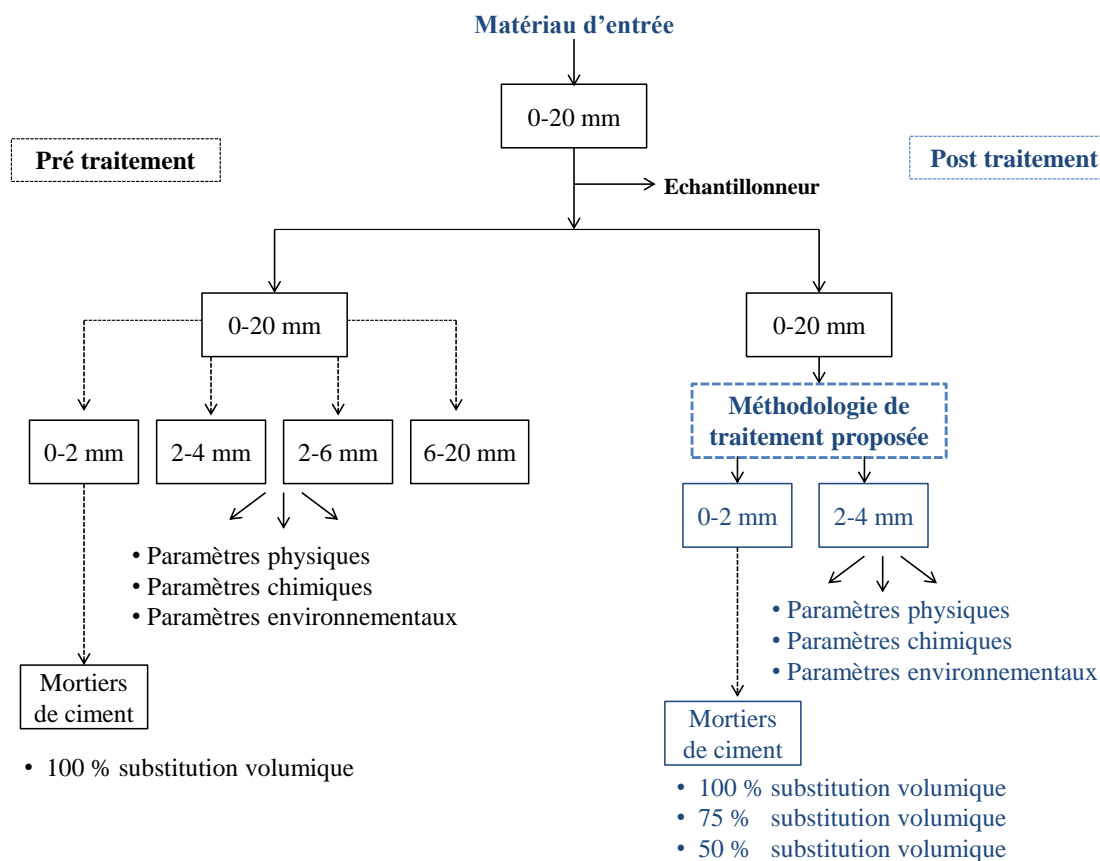 Matériau d’entrée
0-20 mm
Pré traitement
Post traitement
Echantillonneur
0-20 mm
0-20 mm
Méthodologie de
traitement proposée
0-2 mm
2-4 mm
2-6 mm
6-20 mm
0-2 mm
2-4 mm
• Paramètres physiques
• Paramètres chimiques
• Paramètres environnementaux
• Paramètres physiques
• Paramètres chimiques
• Paramètres environnementaux
Mortiers
de ciment
• 100 % substitution volumique
Mortiers
de ciment
• 100 % substitution volumique
• 75 % substitution volumique
• 50 % substitution volumique